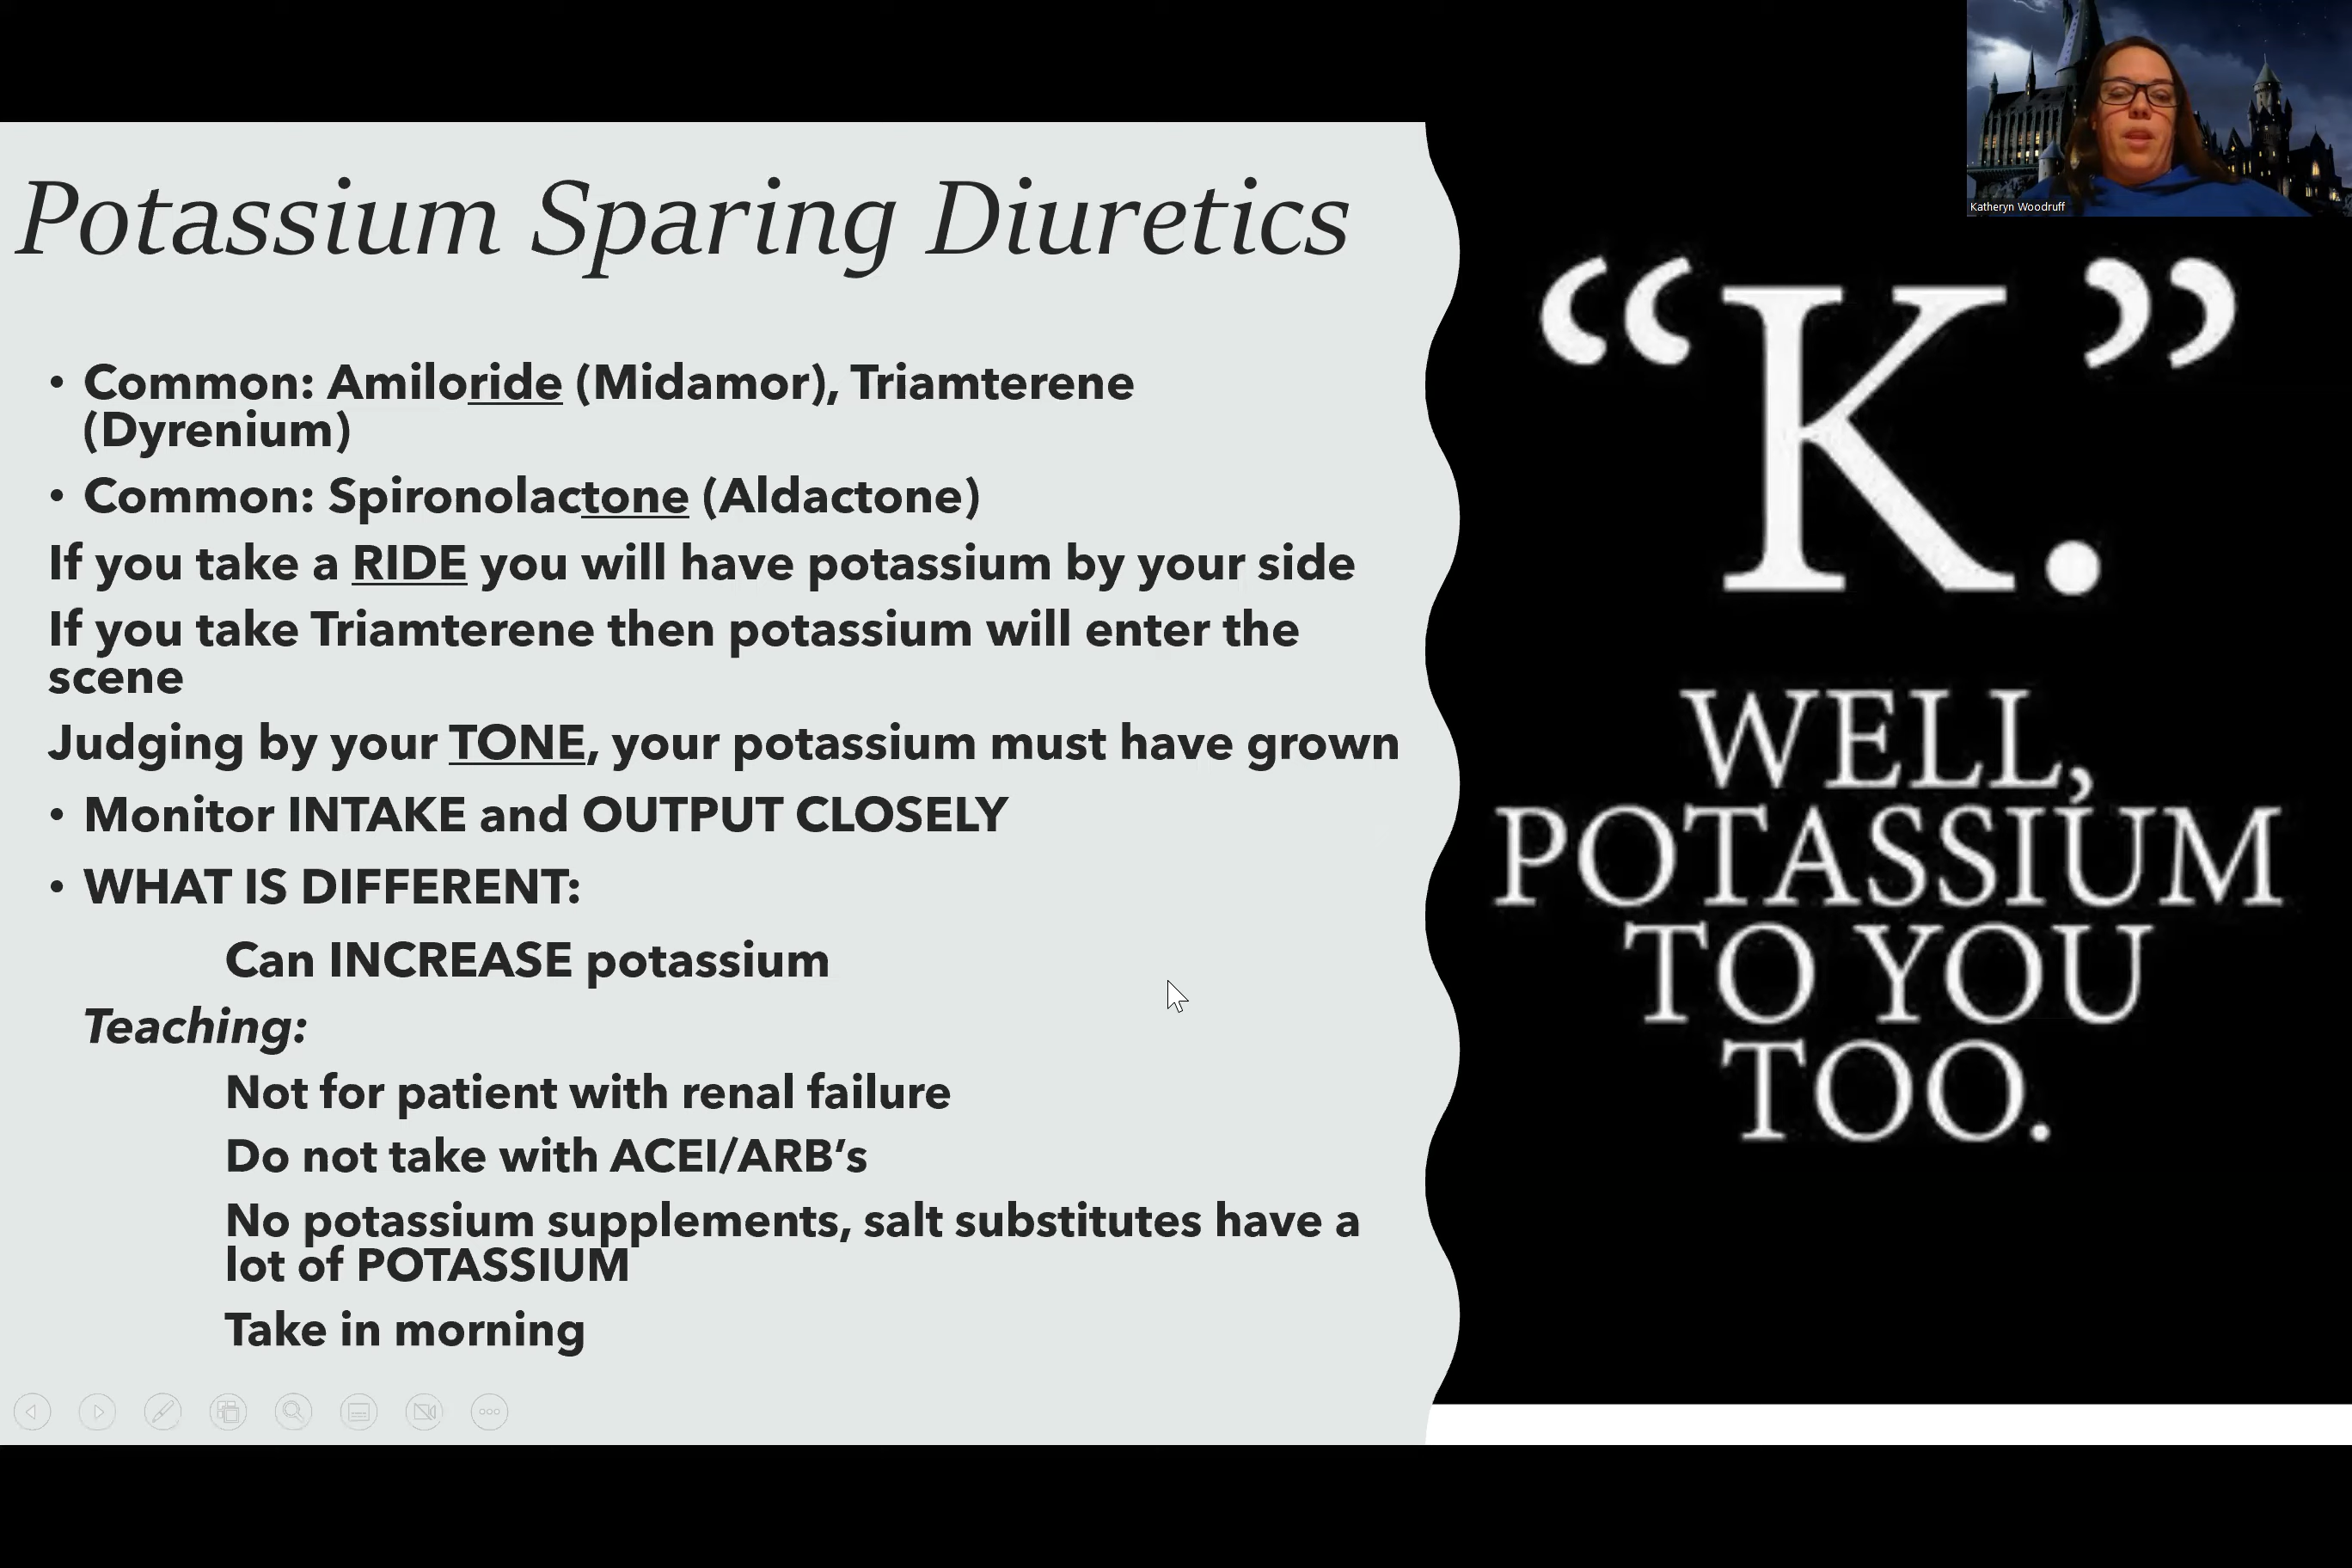 Katheryn Woodruff
Potassium Sparing Diuretics
• Common: Amiloride (Midamor), Triamterene
(Dyrenium)
• Common: Spironolactone (Aldactone)
If you take a RIDE you will have potassium by your side
If you take Triamterene then potassium will enter the
scene
Judging by your TONE, your potassium must have grown
• Monitor INTAKE and OUTPUT CLOSELY
• WHAT IS DIFFERENT:
Can INCREASE potassium
Teaching:
Not for patient with renal failure
Do not take with ACEI/ARB’s
No potassium supplements, salt substitutes have a
lot of POTASSIUM
Take in morning
“K.”
WELL,
POTASSIUM
TO YOU
TOO.